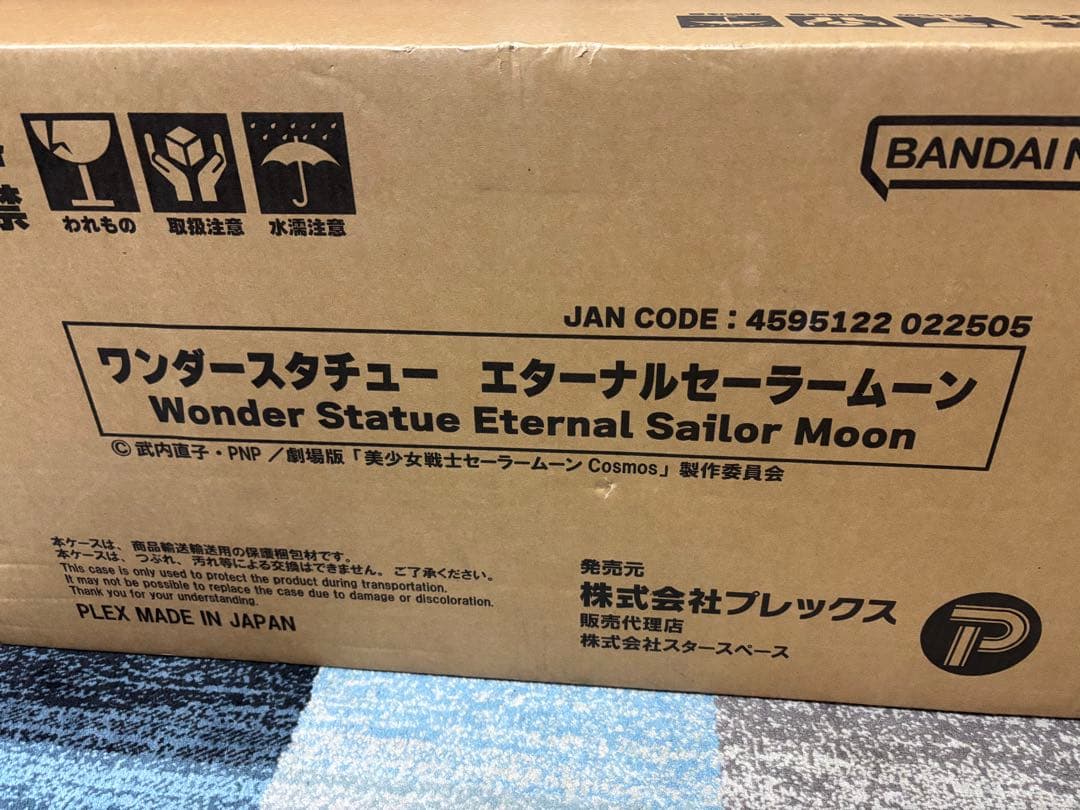 われもの 取扱注意 水濡注意
BANDAI
JAN CODE : 4595122 022505
ワンダースタチュー エターナルセーラームーン
Wonder Statue Eternal Sailor Moon
© 武内直子・PNP／劇場版「美少女戦士セーラームーン Cosmos」製作委員会
本ケースは、商品輸送輸送用の保護梱包材です。
本ケースは、つぶれ、汚れ等による交換はできません。ご了承ください。
This case is only used to protect the product during transportation.
It may not be possible to replace the case due to damage or discoloration.
Thank you for your understanding.
PLEX MADE IN JAPAN
発売元
株式会社プレックス
販売代理店
株式会社スタースペース